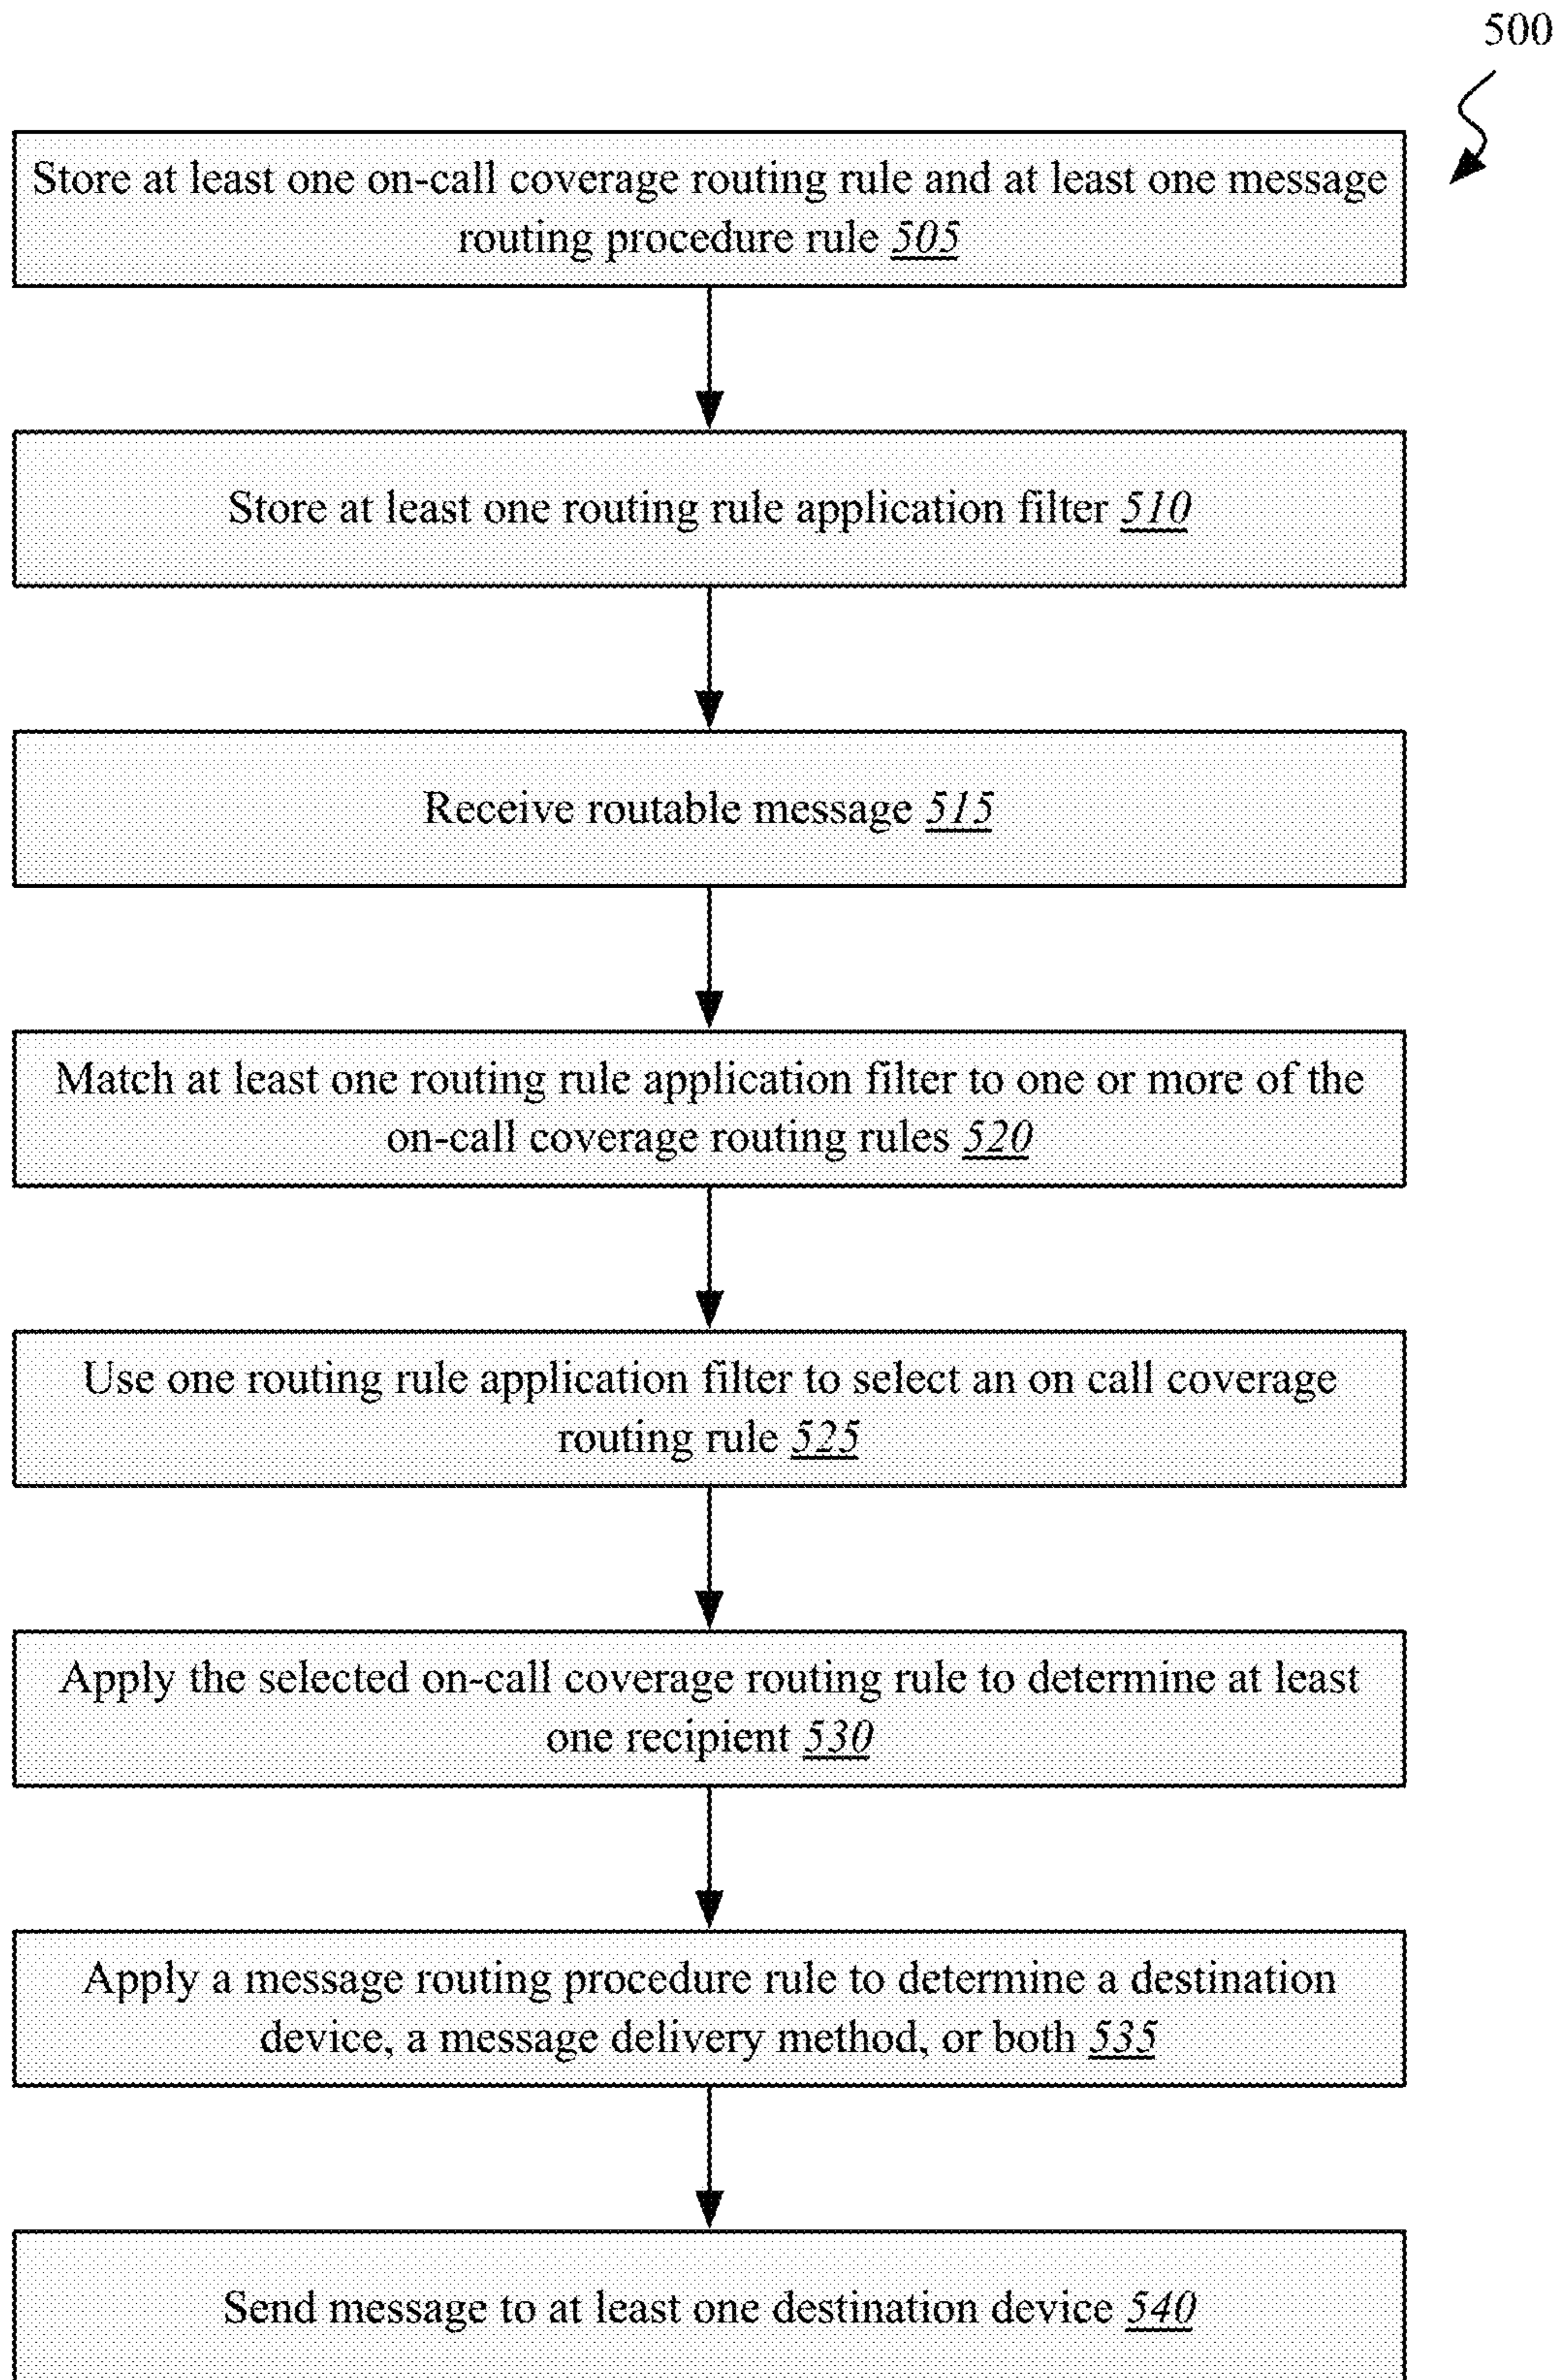 500
Store at least one on-call coverage routing rule and at least one message
routing procedure rule 505
Store at least one routing rule application filter 510
Receive routable message 515
Match at least one routing rule application filter to one or more of the
on-call coverage routing rules 520
Use one routing rule application filter to select an on call coverage
routing rule 525
Apply the selected on-call coverage routing rule to determine at least
one recipient 530
Apply a message routing procedure rule to determine a destination
device, a message delivery method, or both 535
Send message to at least one destination device 540